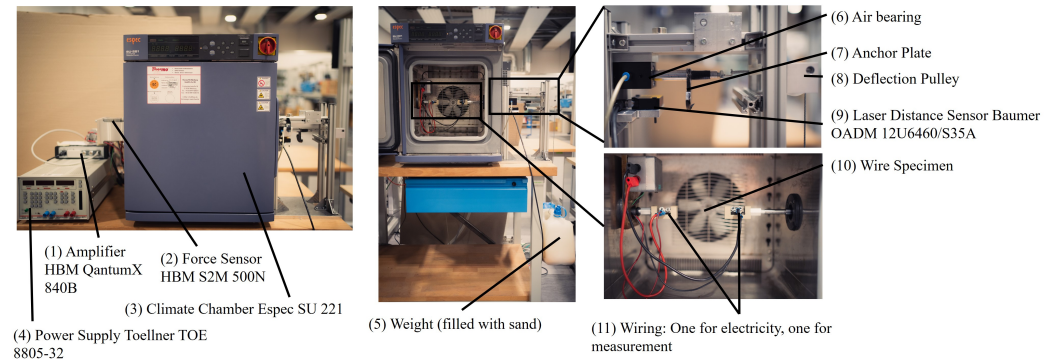 espec
(1) Amplifier
HBM QantumX
840B
(2) Force Sensor
HBM S2M 500N
(3) Climate Chamber Espec SU 221
(4) Power Supply Toellner TOE
8805-32
(5) Weight (filled with sand)
(6) Air bearing
(7) Anchor Plate
(8) Deflection Pulley
(9) Laser Distance Sensor Baumer
OADM 12U6460/S35A
(10) Wire Specimen
(11) Wiring: One for electricity, one for
measurement